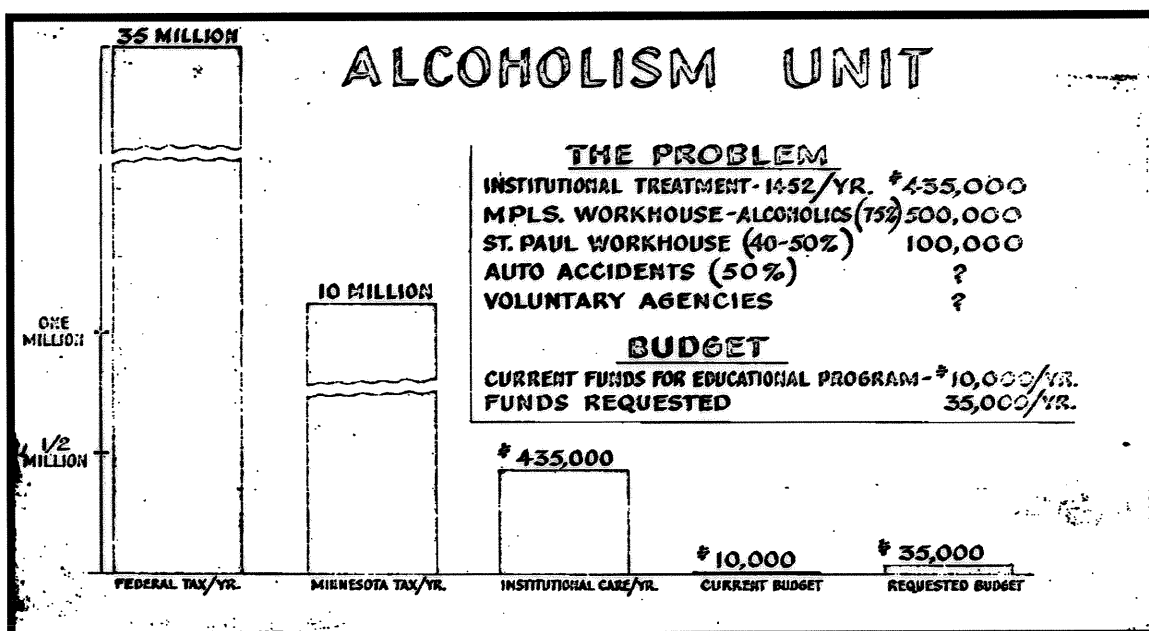 35 MILLION
ALCOHOLISM UNIT
THE PROBLEM
INSTITUTIONAL TREATMENT-1452/YR. $435,000
MPLS. WORKHOUSE-ALCOHOLICS (75%) 500,000
ST. PAUL WORKHOUSE (40-50%) 100,000
AUTO ACCIDENTS (50%) ?
VOLUNTARY AGENCIES ?
BUDGET
CURRENT FUNDS FOR EDUCATIONAL PROGRAM-$10,000/YR.
FUNDS REQUESTED 35,000/YR.
10 MILLION
ONE
MILLION
1/2
MILLION
$435,000
$10,000
$35,000
FEDERAL TAX/YR.
MINNESOTA TAX/YR.
INSTITUTIONAL CARE/YR.
CURRENT BUDGET
REQUESTED BUDGET